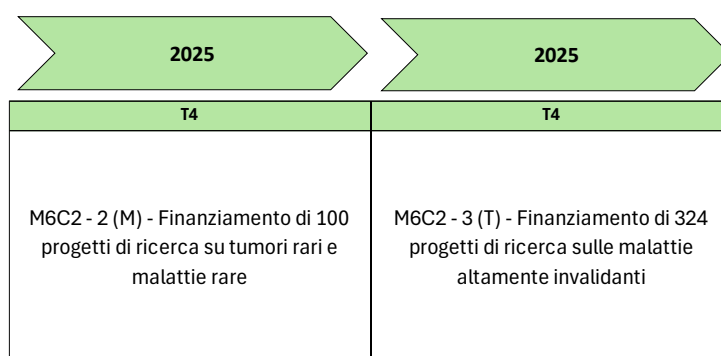 2025
2025
T4
T4
M6C2 - 2 (M) - Finanziamento di 100
progetti di ricerca su tumori rari e
malattie rare
M6C2 - 3 (T) - Finanziamento di 324
progetti di ricerca sulle malattie
altamente invalidanti